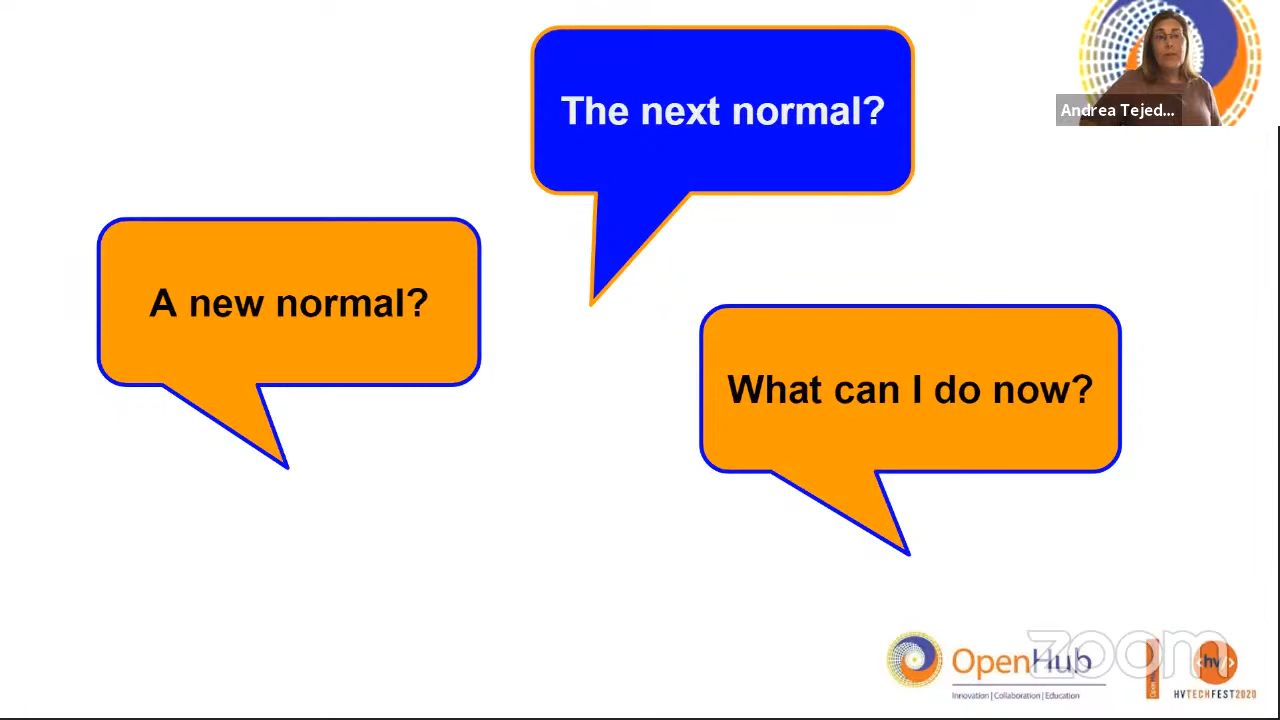 The next normal?
Andrea Tejed...
A new normal?
What can I do now?
zoom
OpenHub
Innovation | Collaboration | Education
hv
HVTECHFEST2020